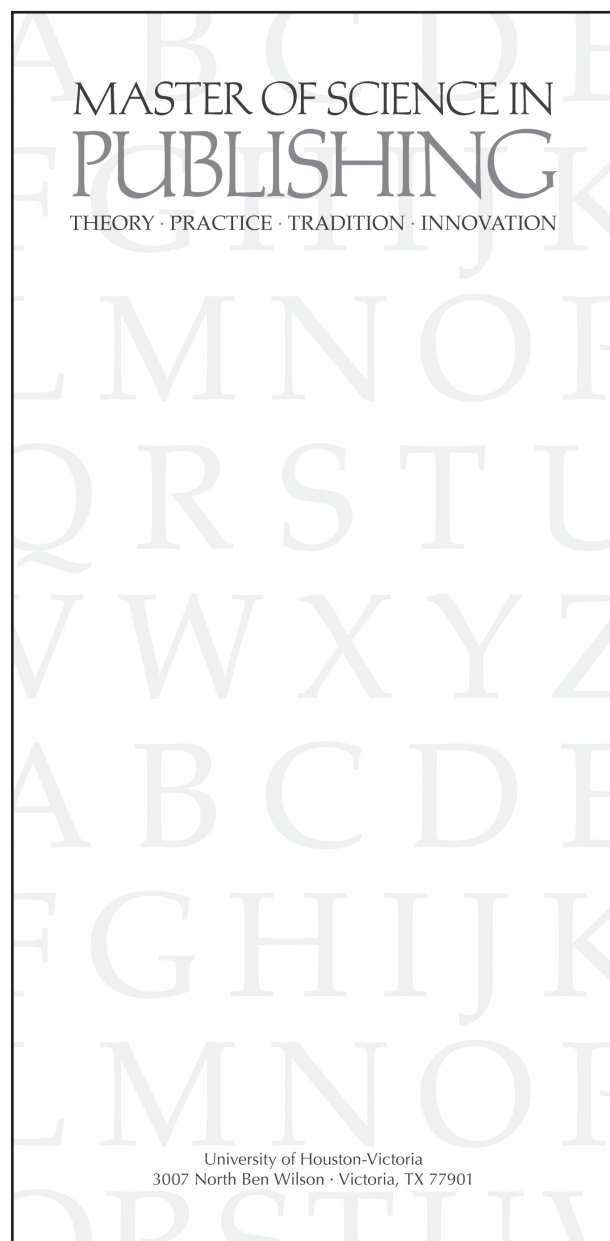 MASTER OF SCIENCE IN
PUBLISHING
THEORY · PRACTICE · TRADITION · INNOVATION
A B C D E
F G H I J K
L M N O P
Q R S T U
V W X Y Z
A B C D E
F G H I J K
L M N O P
University of Houston-Victoria
3007 North Ben Wilson · Victoria, TX 77901
Q R S T U V